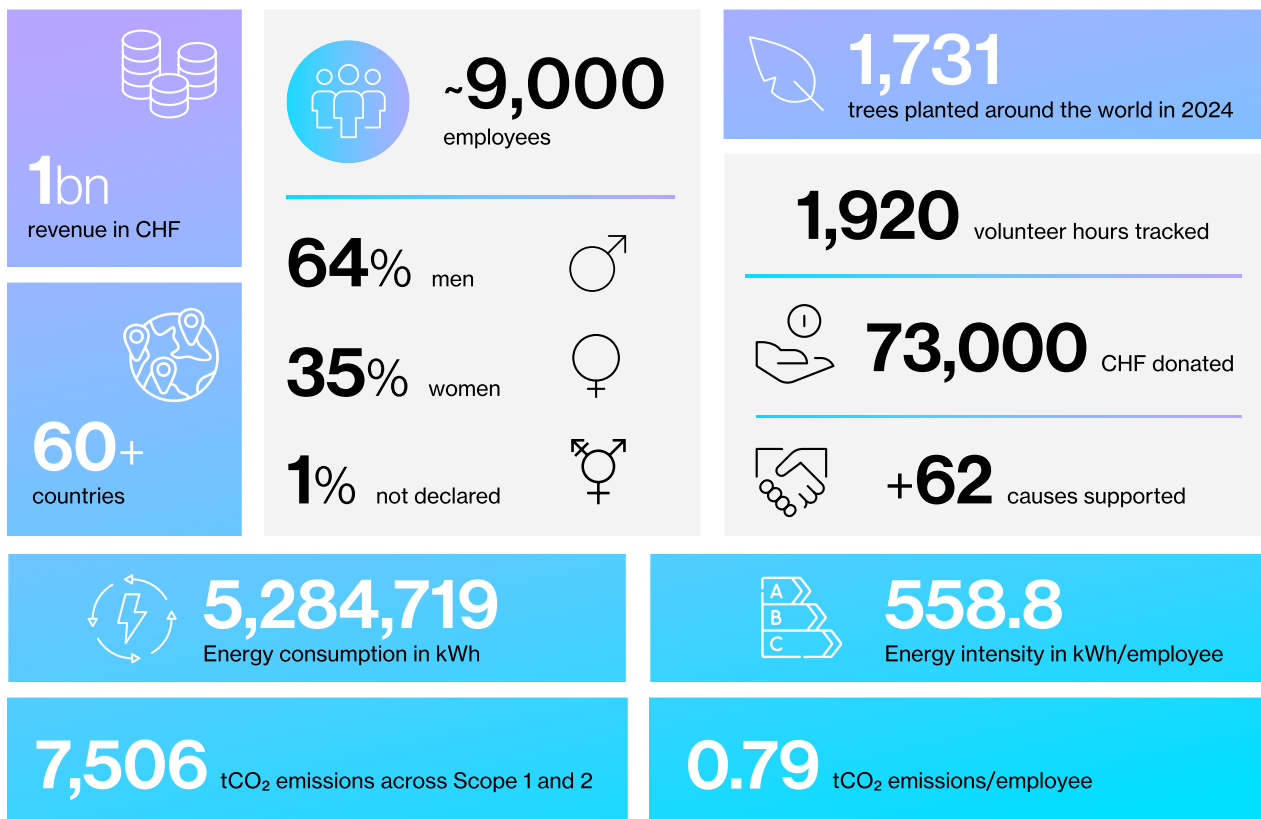 1bn
revenue in CHF
60+
countries
~9,000
employees
64% men
35% women
1% not declared
1,731
trees planted around the world in 2024
1,920 volunteer hours tracked
73,000 CHF donated
+62 causes supported
5,284,719
Energy consumption in kWh
A
B
C
558.8
Energy intensity in kWh/employee
7,506 tCO₂ emissions across Scope 1 and 2
0.79 tCO₂ emissions/employee